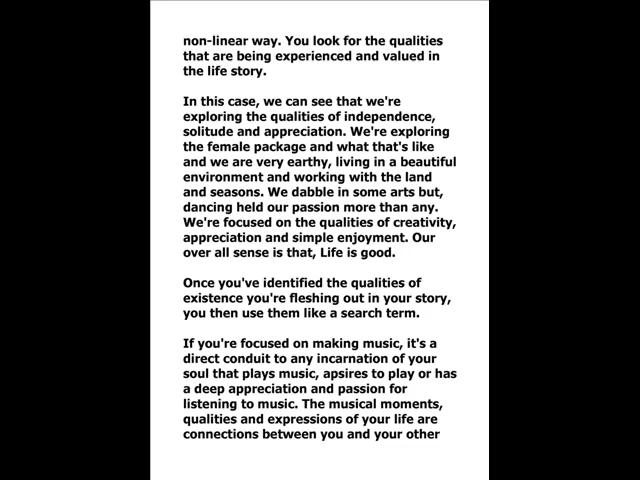 non-linear way. You look for the qualities
that are being experienced and valued in
the life story.
In this case, we can see that we're
exploring the qualities of independence,
solitude and appreciation. We're exploring
the female package and what that's like
and we are very earthy, living in a beautiful
environment and working with the land
and seasons. We dabble in some arts but,
dancing held our passion more than any.
We're focused on the qualities of creativity,
appreciation and simple enjoyment. Our
over all sense is that, Life is good.
Once you've identified the qualities of
existence you're fleshing out in your story,
you then use them like a search term.
If you're focused on making music, it's a
direct conduit to any incarnation of your
soul that plays music, apsires to play or has
a deep appreciation and passion for
listening to music. The musical moments,
qualities and expressions of your life are
connections between you and your other